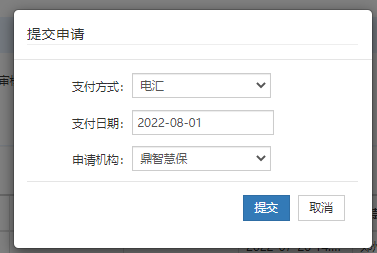 提交申请
支付方式： 电汇
支付日期： 2022-08-01
申请机构： 鼎智慧保
提交 取消